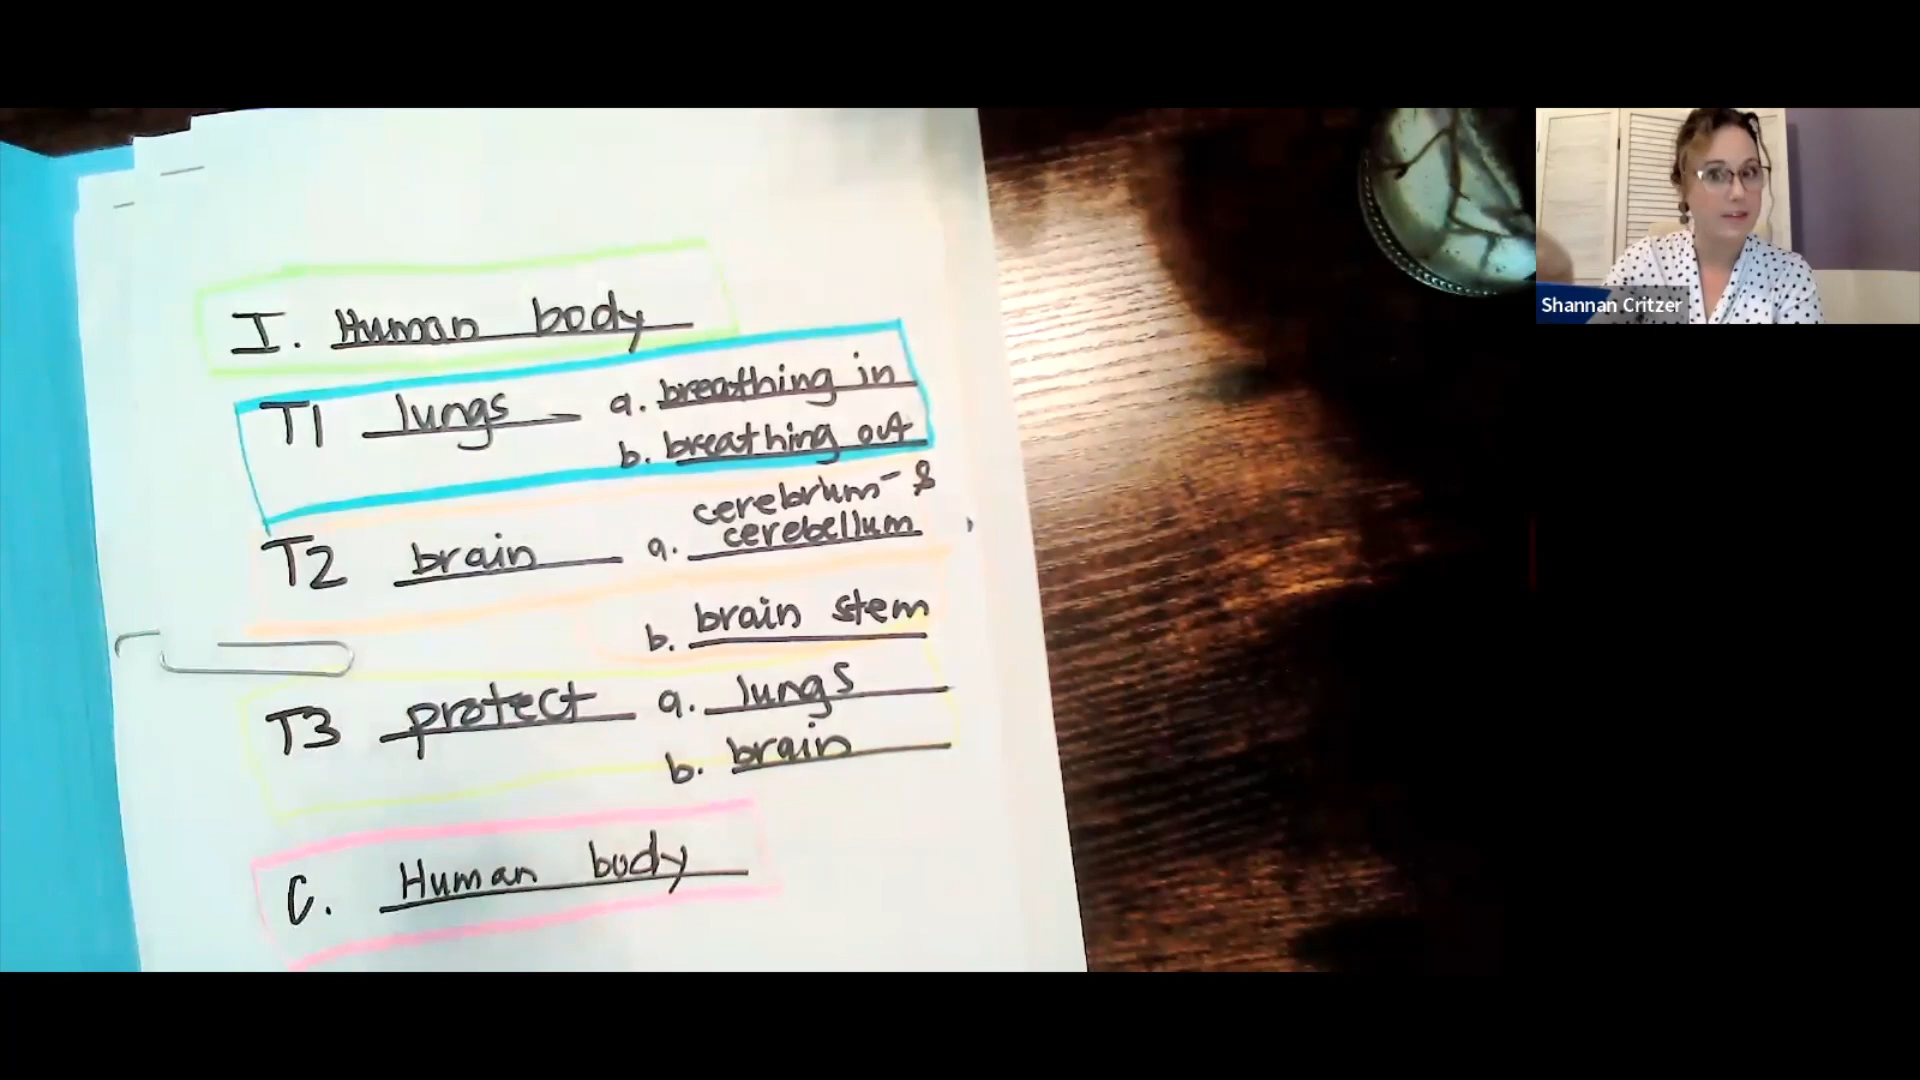 I. Human body
T1 lungs a. breathing in
b. breathing out
cerebrum &
T2 brain a. cerebellum
b. brain stem
T3 protect a. lungs
b. brain
C. Human body
Shannan Critzer